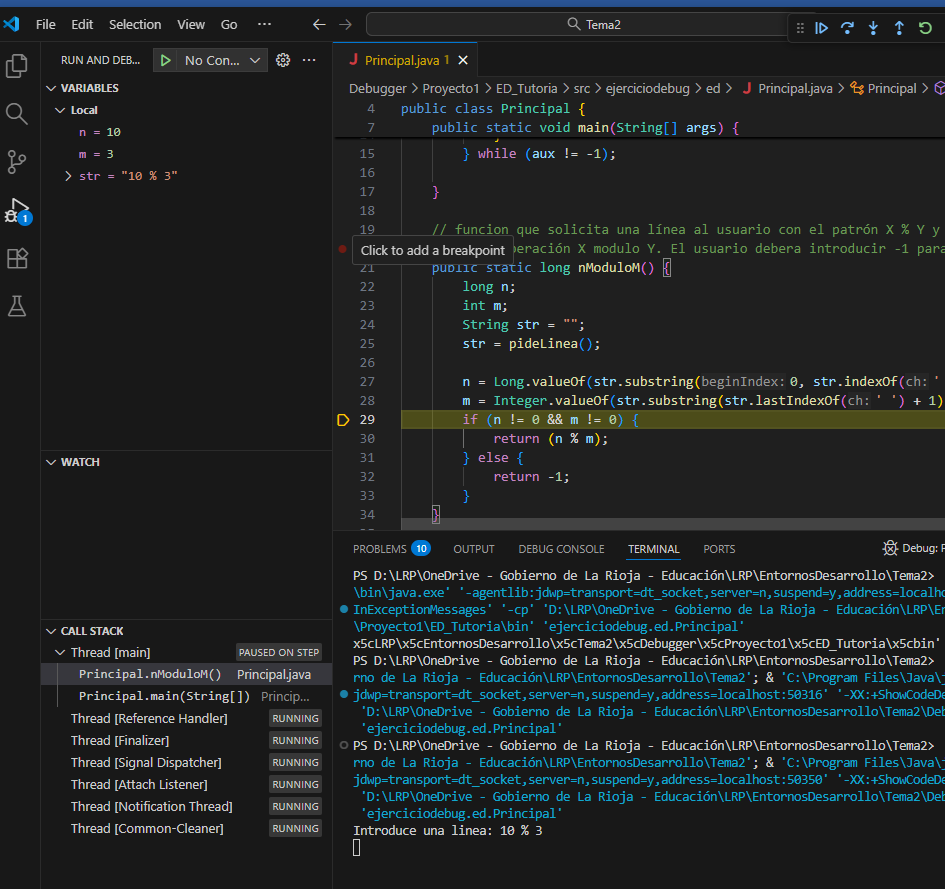 File Edit Selection View Go ··· Tema2
RUN AND DEB... No Con... ···
VARIABLES
Local
n = 10
m = 3
str = "10 % 3"
WATCH
CALL STACK
Thread [main] PAUSED ON STEP
Principal.nModuloM() Principal.java
Principal.main(String[]) Princip...
Thread [Reference Handler] RUNNING
Thread [Finalizer] RUNNING
Thread [Signal Dispatcher] RUNNING
Thread [Attach Listener] RUNNING
Thread [Notification Thread] RUNNING
Thread [Common-Cleaner] RUNNING
1
J Principal.java 1 ×
Debugger > Proyecto1 > ED_Tutoria > src > ejerciciodebug > ed > J Principal.java > Principal >
4 public class Principal {
7 public static void main(String[] args) {
15 } while (aux != -1);
16
17 }
18
19 // funcion que solicita una línea al usuario con el patrón X % Y y
Click to add a breakpoint
peración X modulo Y. El usuario debera introducir -1 para
21 public static long nModuloM() {
22 long n;
23 int m;
24 String str = "";
25 str = pideLinea();
26
27 n = Long.valueOf(str.substring(beginIndex: 0, str.indexOf(ch: '
28 m = Integer.valueOf(str.substring(str.lastIndexOf(ch: ' ') + 1)
29 if (n != 0 && m != 0) {
30 return (n % m);
31 } else {
32 return -1;
33 }
34 }
PROBLEMS 10 OUTPUT DEBUG CONSOLE TERMINAL PORTS Debug: P
PS D:\LRP\OneDrive - Gobierno de La Rioja - Educación\LRP\EntornosDesarrollo\Tema2>
\bin\java.exe' '-agentlib:jdwp=transport=dt_socket,server=n,suspend=y,address=localho
InExceptionMessages' '-cp' 'D:\LRP\OneDrive - Gobierno de La Rioja - Educación\LRP\En
\Proyecto1\ED_Tutoria\bin' 'ejerciciodebug.ed.Principal'
x5cLRP\x5cEntornosDesarrollo\x5cTema2\x5cDebugger\x5cProyecto1\x5cED_Tutoria\x5cbin'
PS D:\LRP\OneDrive - Gobierno de La Rioja - Educación\LRP\EntornosDesarrollo\Tema2>
rno de La Rioja - Educación\LRP\EntornosDesarrollo\Tema2'; & 'C:\Program Files\Java\j
jdwp=transport=dt_socket,server=n,suspend=y,address=localhost:50316' '-XX:+ShowCodeDe
'D:\LRP\OneDrive - Gobierno de La Rioja - Educación\LRP\EntornosDesarrollo\Tema2\Deb
'ejerciciodebug.ed.Principal'
PS D:\LRP\OneDrive - Gobierno de La Rioja - Educación\LRP\EntornosDesarrollo\Tema2>
rno de La Rioja - Educación\LRP\EntornosDesarrollo\Tema2'; & 'C:\Program Files\Java\j
jdwp=transport=dt_socket,server=n,suspend=y,address=localhost:50350' '-XX:+ShowCodeDe
'D:\LRP\OneDrive - Gobierno de La Rioja - Educación\LRP\EntornosDesarrollo\Tema2\Deb
'ejerciciodebug.ed.Principal'
Introduce una linea: 10 % 3